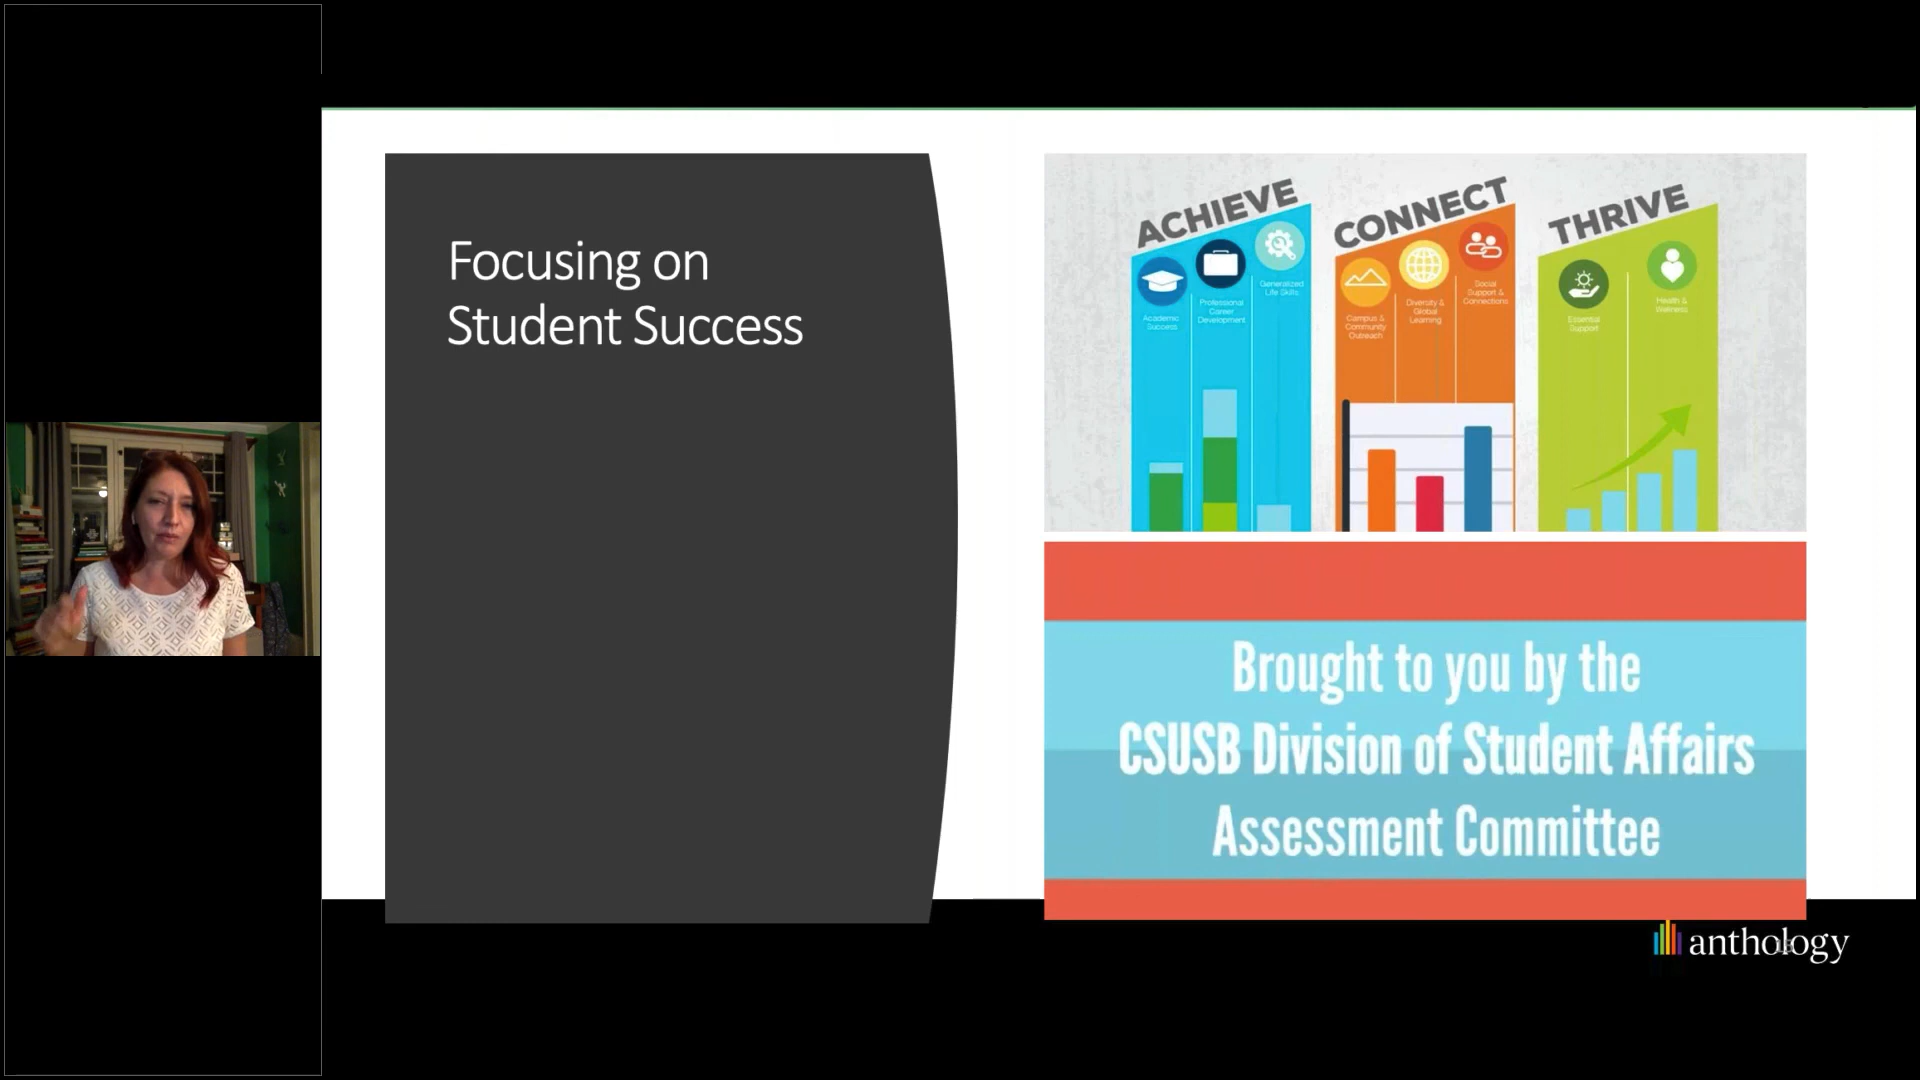 Focusing on
Student Success
ACHIEVE
Academic
Success
Professional
Career
Development
Generalized
Life Skills
CONNECT
Campus &
Community
Outreach
Diversity &
Global
Learning
Social
Support &
Connections
THRIVE
Essential
Support
Health &
Wellness
Brought to you by the
CSUSB Division of Student Affairs
Assessment Committee
anthology